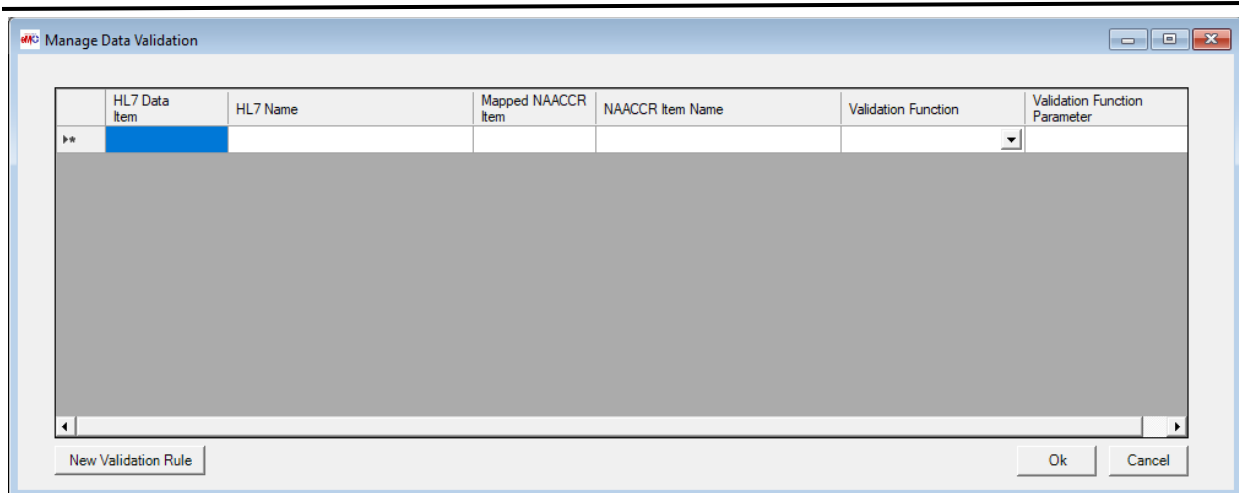 eMC Manage Data Validation
HL7 Data
Item
HL7 Name
Mapped NAACCR
Item
NAACCR Item Name
Validation Function
Validation Function
Parameter
New Validation Rule
Ok
Cancel